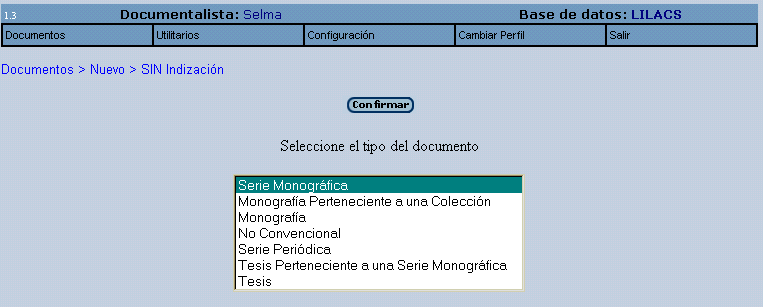 1.3 Documentalista: Selma Base de datos: LILACS
Documentos Utilitarios Configuración Cambiar Perfil Salir
Documentos > Nuevo > SIN Indización
Confirmar
Seleccione el tipo del documento
Serie Monográfica
Monografía Perteneciente a una Colección
Monografía
No Convencional
Serie Periódica
Tesis Perteneciente a una Serie Monográfica
Tesis